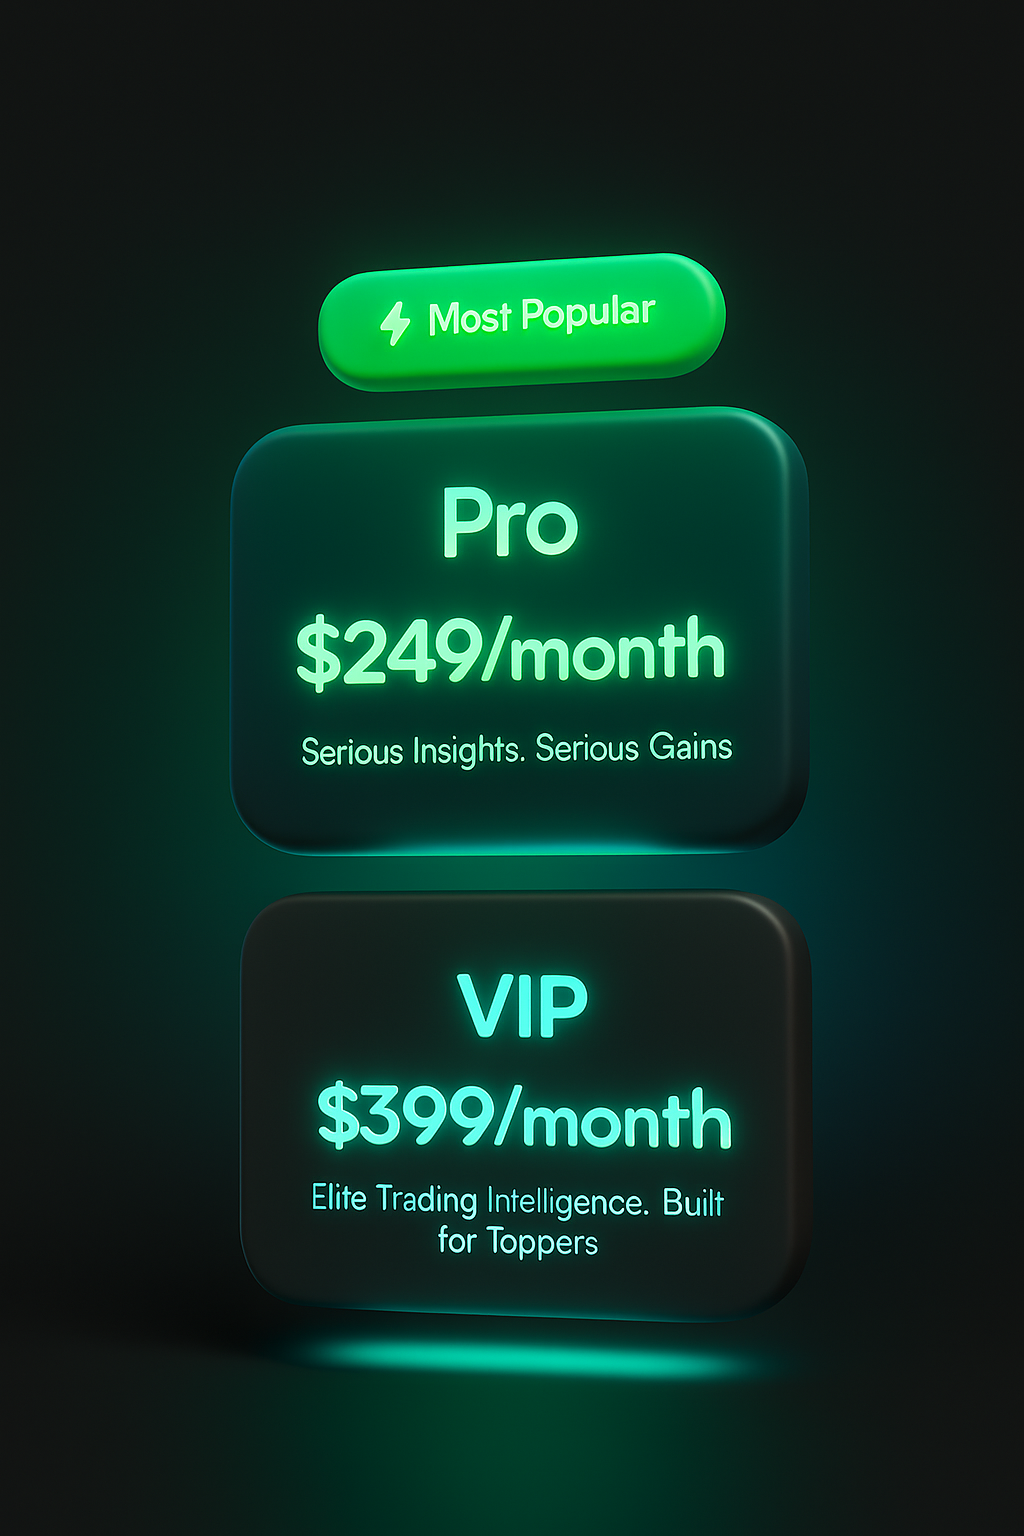 Most Popular
Pro
$249/month
Serious Insights. Serious Gains
VIP
$399/month
Elite Trading Intelligence. Built
for Toppers